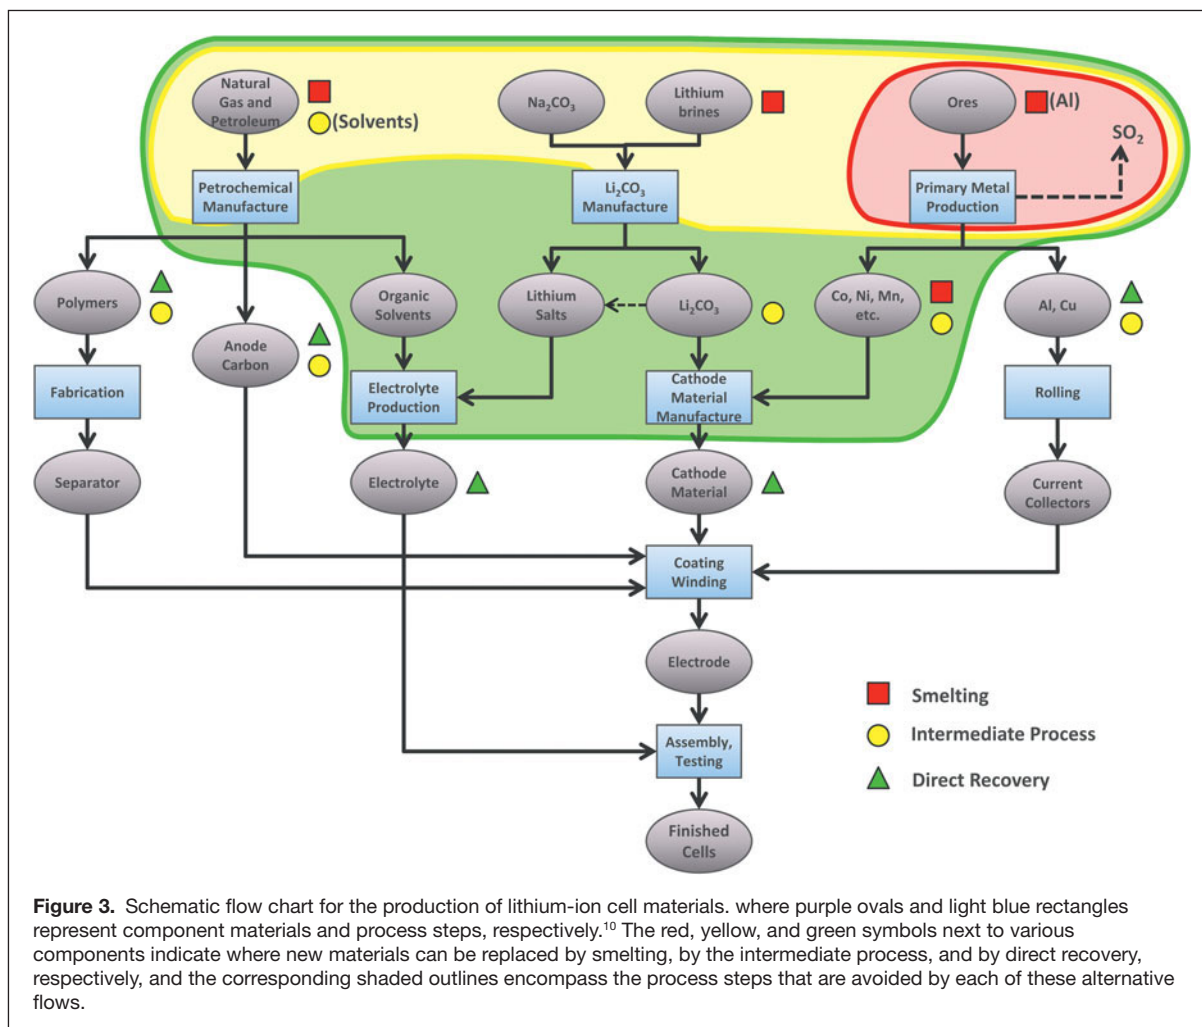 Natural
Gas and
Petroleum
(Solvents)
Na₂CO₃
Lithium
brines
Ores
(Al)
SO₂
Petrochemical
Manufacture
Li₂CO₃
Manufacture
Primary Metal
Production
Polymers
Organic
Solvents
Lithium
Salts
Li₂CO₃
Co, Ni, Mn,
etc.
Al, Cu
Anode
Carbon
Fabrication
Electrolyte
Production
Cathode
Material
Manufacture
Rolling
Separator
Electrolyte
Cathode
Material
Current
Collectors
Coating
Winding
Electrode
Smelting
Intermediate Process
Direct Recovery
Assembly,
Testing
Finished
Cells
Figure 3. Schematic flow chart for the production of lithium-ion cell materials. where purple ovals and light blue rectangles
represent component materials and process steps, respectively.¹⁰ The red, yellow, and green symbols next to various
components indicate where new materials can be replaced by smelting, by the intermediate process, and by direct recovery,
respectively, and the corresponding shaded outlines encompass the process steps that are avoided by each of these alternative
flows.